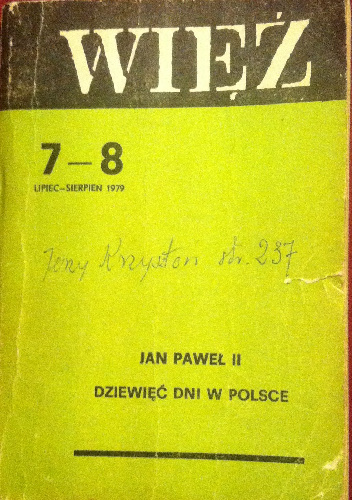 WIĘŹ
7–8
LIPIEC–SIERPIEŃ 1979
Jerzy Krzysztoń str. 237
JAN PAWEŁ II
DZIEWIĘĆ DNI W POLSCE